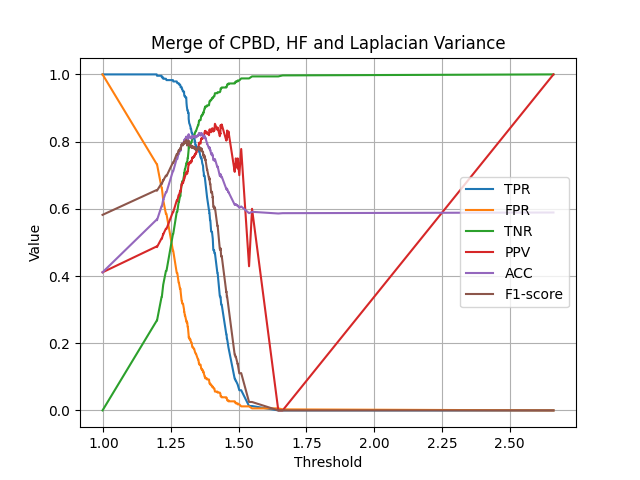 Merge of CPBD, HF and Laplacian Variance
Value
1.0
0.8
0.6
0.4
0.2
0.0
TPR
FPR
TNR
PPV
ACC
F1-score
1.00 1.25 1.50 1.75 2.00 2.25 2.50
Threshold